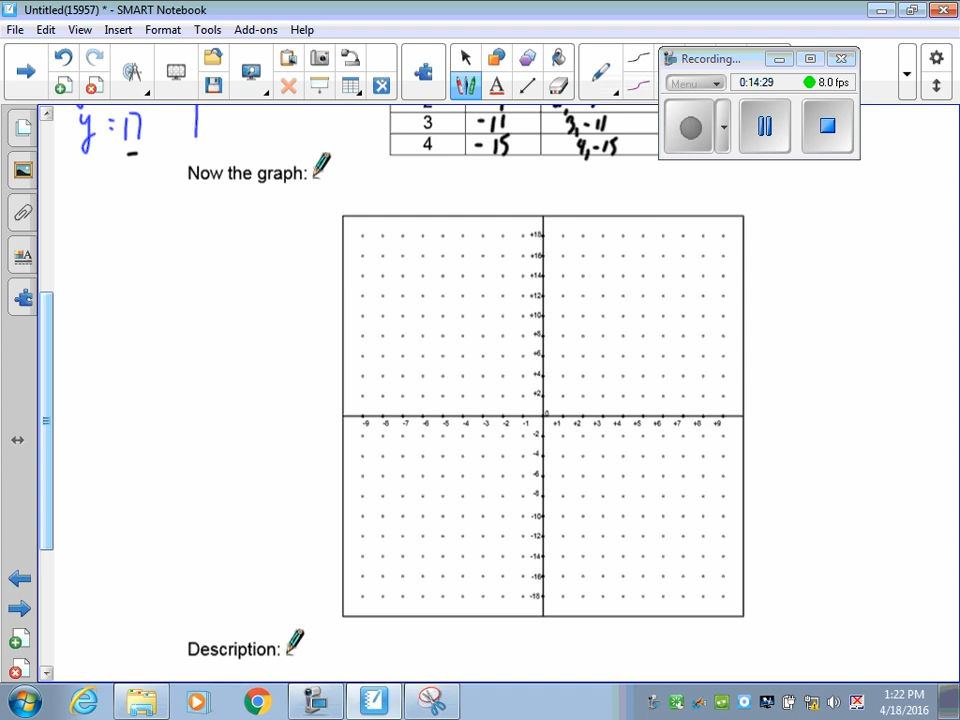 Untitled(15957) * - SMART Notebook
File Edit View Insert Format Tools Add-ons Help
Recording...
Menu
0:14:29
8.0 fps
y = 17
3 -11 3, -11
4 -15 4, -15
Now the graph:
+18
+16
+14
+12
+10
+8
+6
+4
+2
0
-9 -8 -7 -6 -5 -4 -3 -2 -1 +1 +2 +3 +4 +5 +6 +7 +8 +9
-2
-4
-6
-8
-10
-12
-14
-16
-18
Description:
1:22 PM
4/18/2016